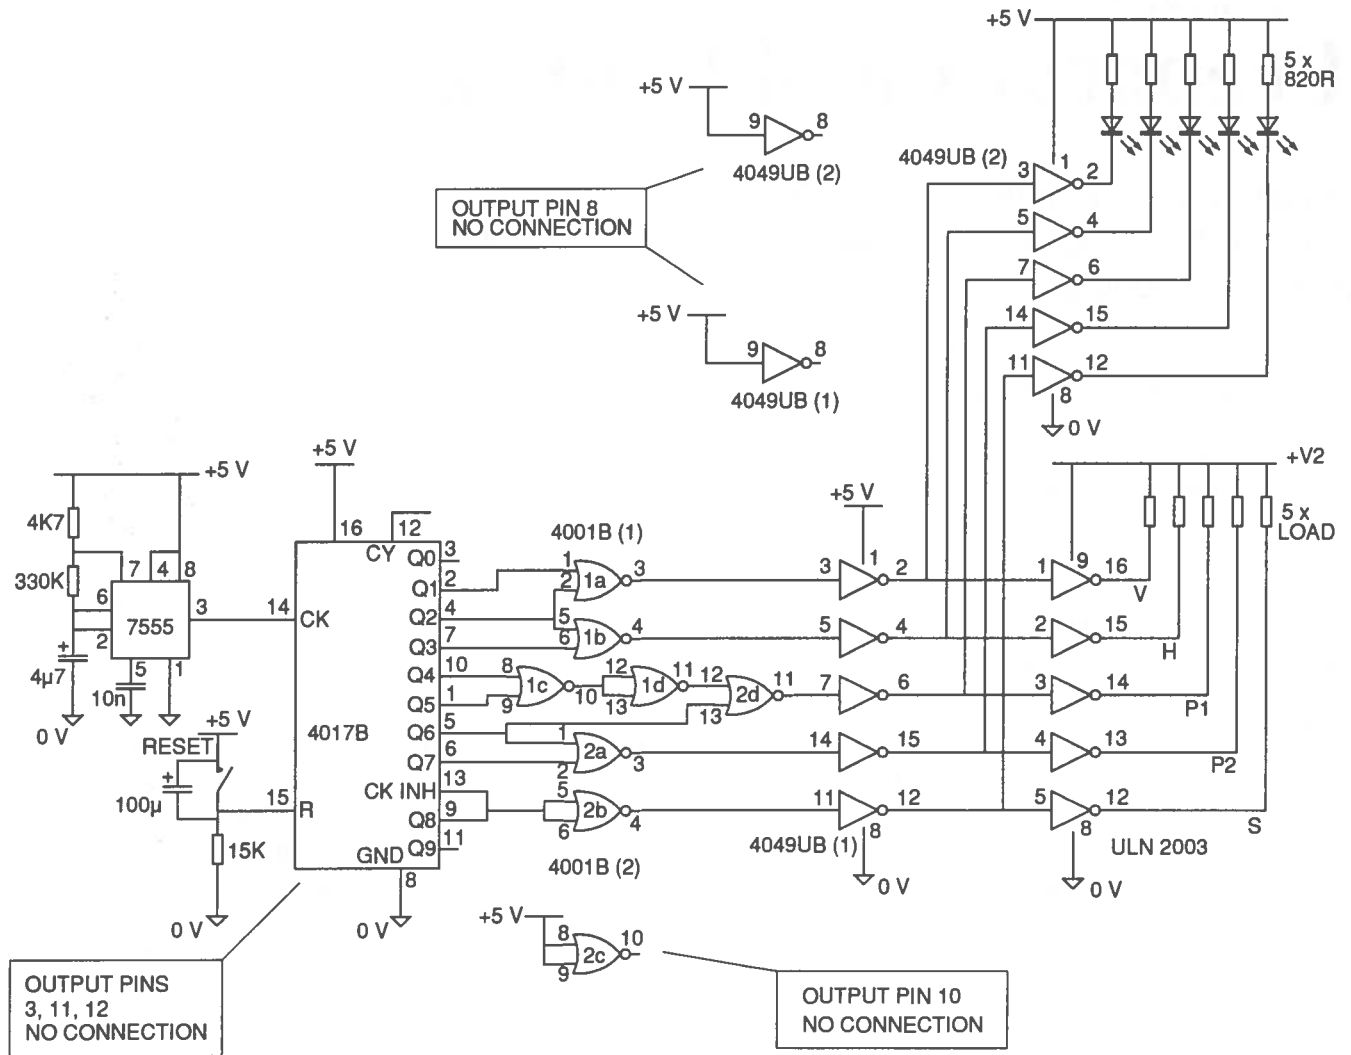 +5 V
5 x
820R
+5 V
9
8
4049UB (2)
4049UB (2)
3
1
2
5
4
7
6
14
15
11
12
8
0 V
OUTPUT PIN 8
NO CONNECTION
+5 V
9
8
4049UB (1)
+5 V
4K7
330K
7
4
8
6
2
7555
3
5
1
4µ7
10n
0 V
+5 V
16
12
CY
14
CK
4017B
Q0
3
Q1
2
Q2
4
Q3
7
Q4
10
Q5
1
Q6
5
Q7
6
CK INH
13
Q8
9
Q9
11
GND
8
0 V
+5 V
RESET
+
100µ
15
R
15K
0 V
+
4001B (1)
1
2
1a
3
5
6
1b
4
8
9
1c
10
12
13
1d
11
12
13
2d
11
1
2
2a
3
5
6
2b
4
4001B (2)
+5 V
3
1
2
5
4
7
6
14
15
11
12
8
4049UB (1)
0 V
+V2
5 x
LOAD
1
9
16
V
2
15
H
3
14
P1
4
13
P2
5
12
S
8
ULN 2003
0 V
+5 V
8
9
2c
10
OUTPUT PINS
3, 11, 12
NO CONNECTION
OUTPUT PIN 10
NO CONNECTION